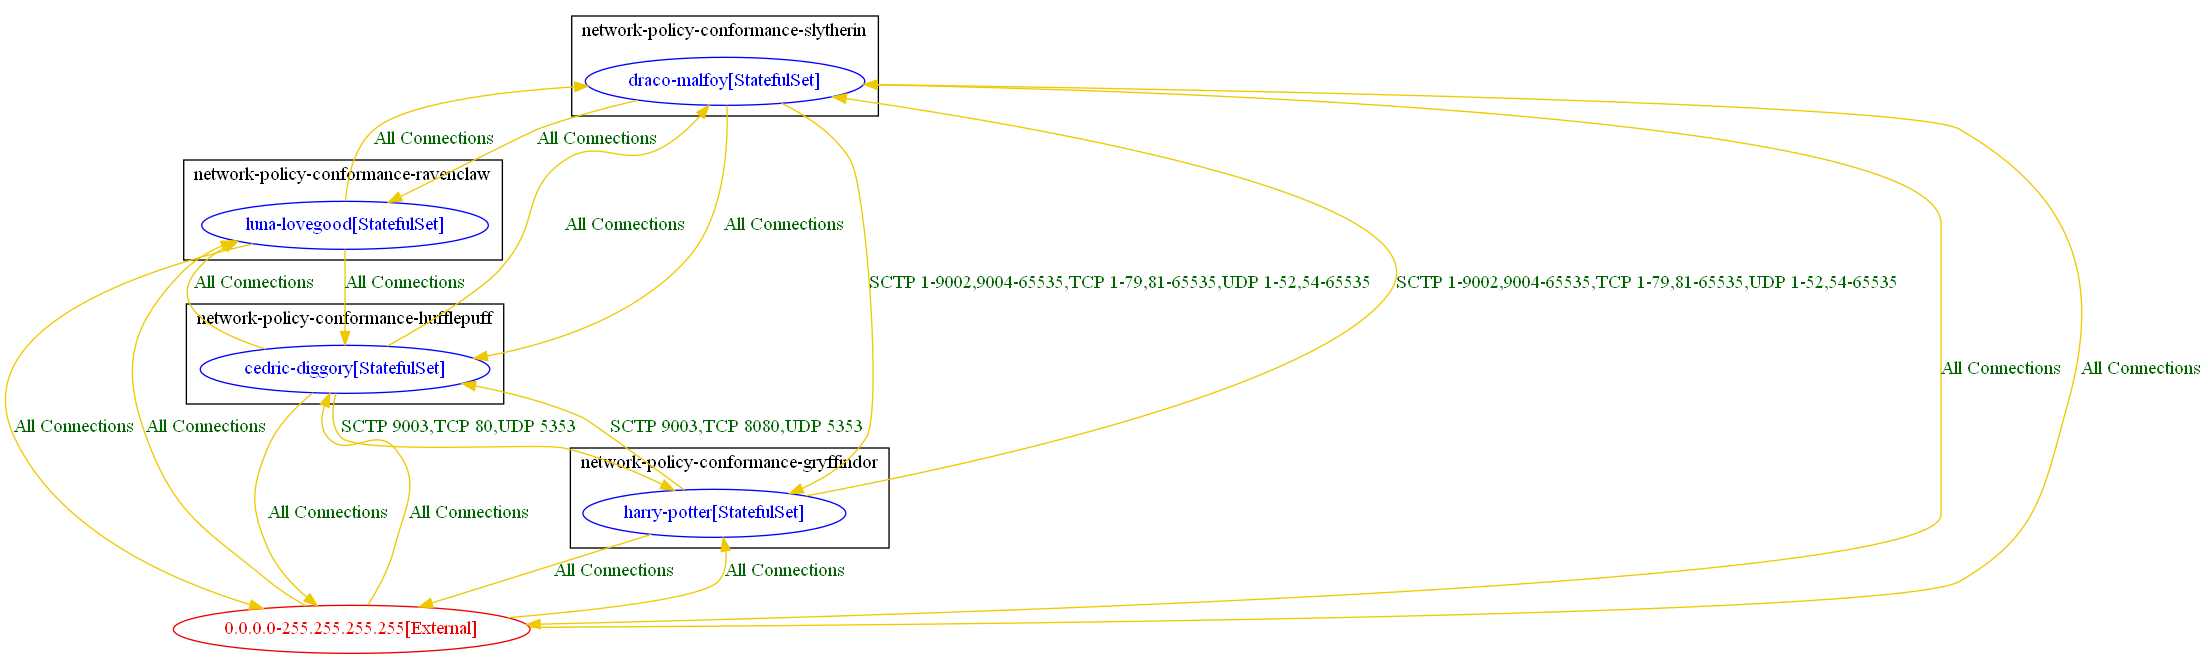 network-policy-conformance-slytherin
draco-malfoy[StatefulSet]
All Connections
All Connections
network-policy-conformance-ravenclaw
luna-lovegood[StatefulSet]
All Connections
All Connections
All Connections
All Connections
SCTP 1-9002,9004-65535,TCP 1-79,81-65535,UDP 1-52,54-65535
SCTP 1-9002,9004-65535,TCP 1-79,81-65535,UDP 1-52,54-65535
network-policy-conformance-hufflepuff
cedric-diggory[StatefulSet]
All Connections
All Connections
All Connections
All Connections
SCTP 9003,TCP 80,UDP 5353
SCTP 9003,TCP 8080,UDP 5353
network-policy-conformance-gryffindor
harry-potter[StatefulSet]
All Connections
All Connections
All Connections
All Connections
0.0.0.0-255.255.255.255[External]